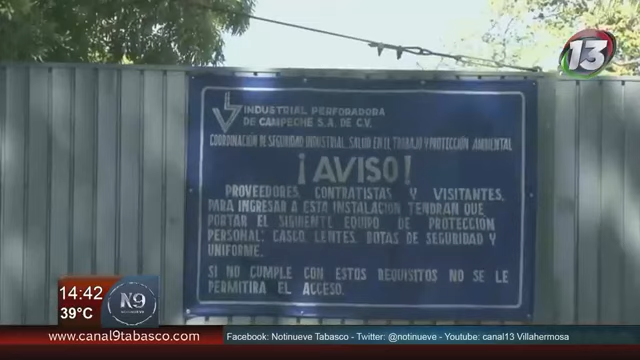 13
INDUSTRIAL PERFORADORA
DE CAMPECHE S.A. DE C.V.
COORDINACION DE SEGURIDAD INDUSTRIAL, SALUD EN EL TRABAJO Y PROTECCION AMBIENTAL
¡AVISO!
PROVEEDORES, CONTRATISTAS Y VISITANTES,
PARA INGRESAR A ESTA INSTALACION TENDRAN QUE
PORTAR EL SIGUIENTE EQUIPO DE PROTECCION
PERSONAL, CASCO, LENTES, BOTAS DE SEGURIDAD Y
UNIFORME.
SI NO CUMPLE CON ESTOS REQUISITOS NO SE LE
PERMITIRA EL ACCESO.
14:42
39°C
N9
www.canal9tabasco.com
Facebook: Notinueve Tabasco - Twitter: @notinueve - Youtube: canal13 Villahermosa